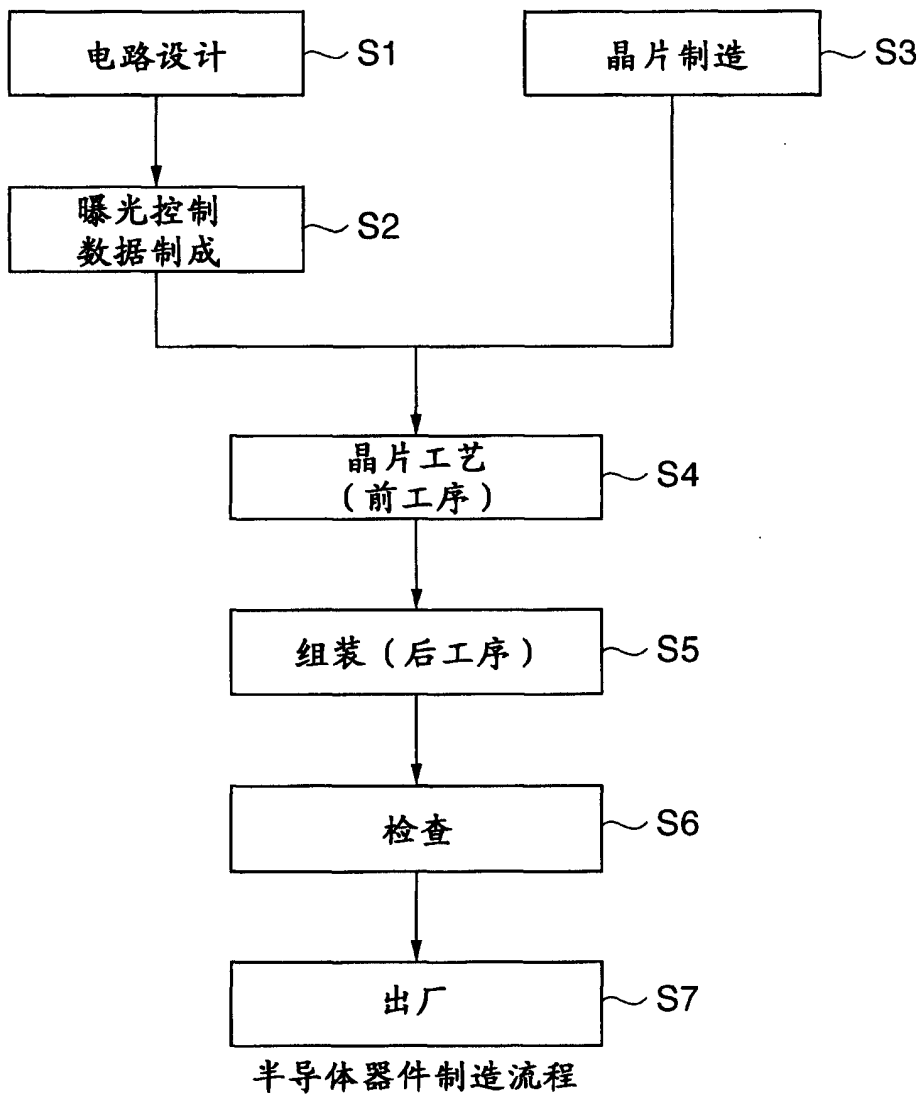 电路设计
S1
晶片制造
S3
曝光控制
数据制成
S2
晶片工艺
（前工序）
S4
组装（后工序）
S5
检查
S6
出厂
S7
半导体器件制造流程